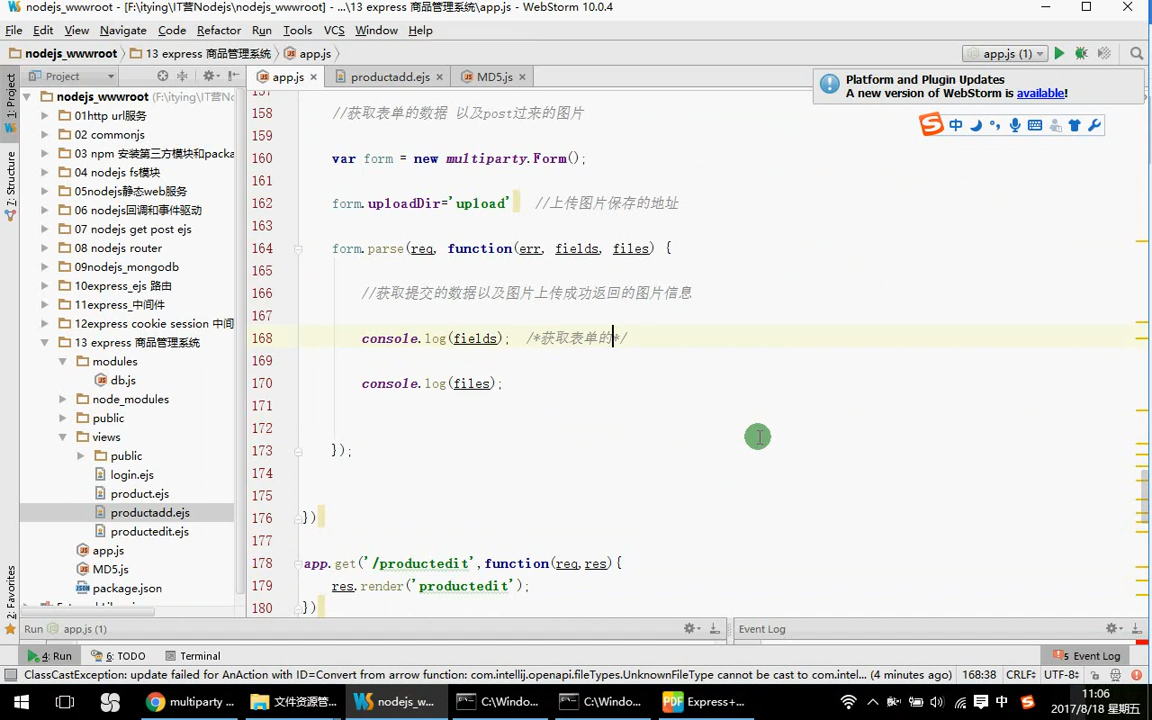 nodejs_wwwroot - [F:\itying\IT营Nodejs\nodejs_wwwroot] - ...\13 express 商品管理系统\app.js - WebStorm 10.0.4
File Edit View Navigate Code Refactor Run Tools VCS Window Help
nodejs_wwwroot 13 express 商品管理系统 app.js app.js (1)
Project app.js productadd.ejs MD5.js
Platform and Plugin Updates
A new version of WebStorm is available!
中
1: Project
7: Structure
2: Favorites
nodejs_wwwroot (F:\itying\IT营No
01http url服务
02 commonjs
03 npm 安装第三方模块和packa
04 nodejs fs模块
05nodejs静态web服务
06 nodejs回调和事件驱动
07 nodejs get post ejs
08 nodejs router
09nodejs_mongodb
10express_ejs 路由
11express_中间件
12express cookie session 中间
13 express 商品管理系统
modules
db.js
node_modules
public
views
public
login.ejs
product.ejs
productadd.ejs
productedit.ejs
app.js
MD5.js
package.json
157
158 //获取表单的数据 以及post过来的图片
159
160 var form = new multiparty.Form();
161
162 form.uploadDir='upload' //上传图片保存的地址
163
164 form.parse(req, function(err, fields, files) {
165
166 //获取提交的数据以及图片上传成功返回的图片信息
167
168 console.log(fields); /*获取表单的*/
169
170 console.log(files);
171
172
173 });
174
175
176 })
177
178 app.get('/productedit',function(req,res){
179 res.render('productedit');
180 })
Run app.js (1) Event Log
4: Run 6: TODO Terminal 5 Event Log
ClassCastException: update failed for AnAction with ID=Convert from arrow function: com.intellij.openapi.fileTypes.UnknownFileType cannot be cast to com.intel... (4 minutes ago) 168:38 CRLF UTF-8
multiparty ... 文件资源管... nodejs_w... C:\Windo... C:\Windo... Express+... 中 11:06
2017/8/18 星期五